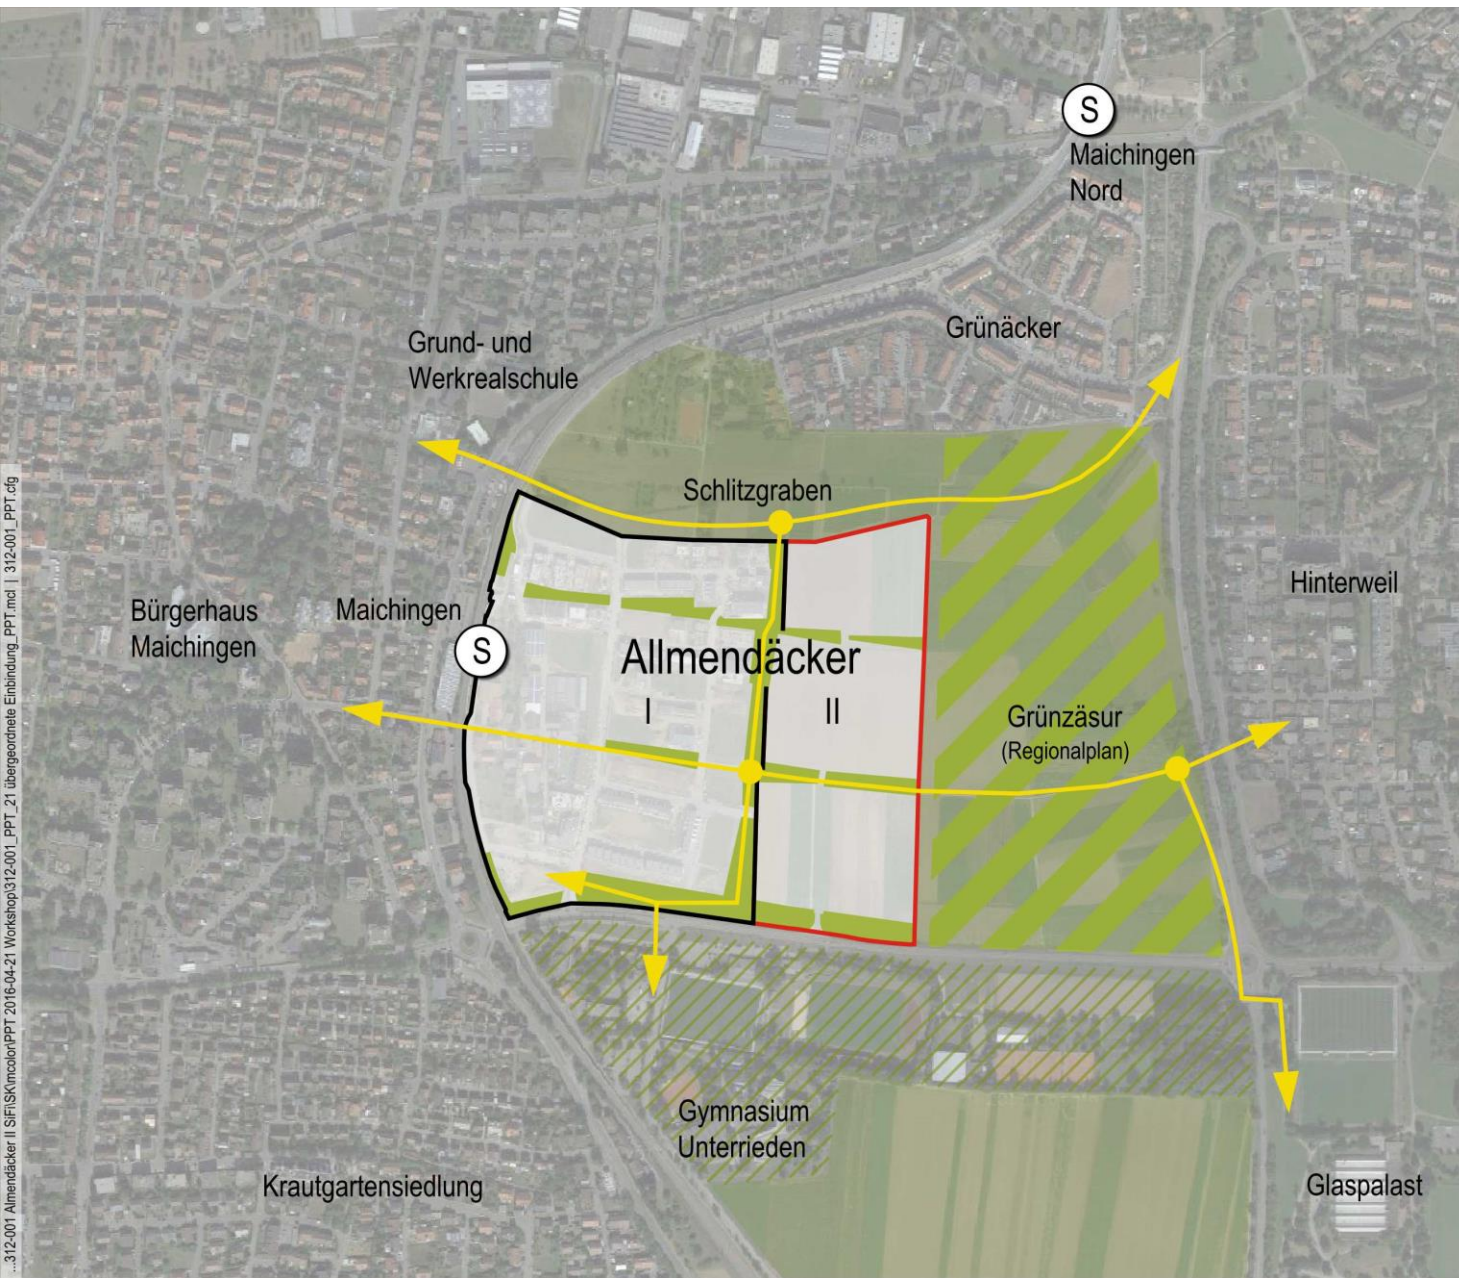 S
Maichingen
Nord
Grünäcker
Grund- und
Werkrealschule
Schlitzgraben
Hinterweil
Bürgerhaus
Maichingen
Maichingen
S
Allmendäcker
I
II
Grünzäsur
(Regionalplan)
Gymnasium
Unterrieden
Krautgartensiedlung
Glaspalast
...312-001 Almendäcker II SiFi\SK\mcolor\PPT 2016-04-21 Workshop\312-001_PPT_21 übergeordnete Einbindung_PPT.mcl | 312-001_PPT.cfg